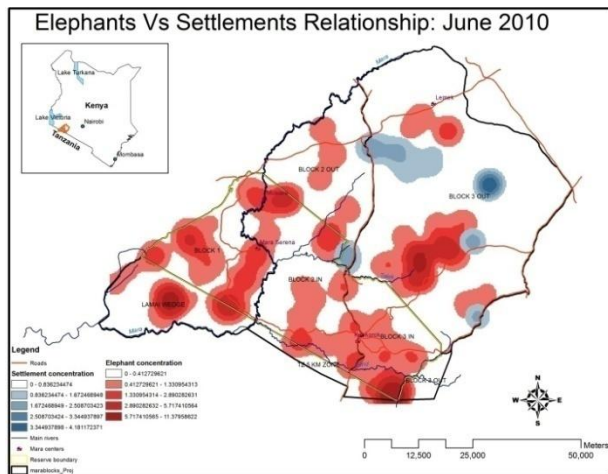 Elephants Vs Settlements Relationship: June 2010
Lake Turkana
Kenya
Lake Victoria
Nairobi
Tanzania
Mombasa
Mara
Lemek
BLOCK 2 OUT
BLOCK 3 OUT
BLOCK 1
Mara Serena
BLOCK 2 IN
LAMAI WEDGE
Mara
BLOCK 3 IN
BLOCK 3 OUT
Legend
Roads
Settlement concentration
0 - 0.836234474
0.836234474 - 1.672468949
1.672468949 - 2.508703423
2.508703424 - 3.344937897
3.344937898 - 4.181172371
Main rivers
Mara centers
Reserve boundary
marablocks_Proj
Elephant concentration
0 - 0.412729621
0.412729621 - 1.330954313
1.330954314 - 2.890282631
2.890282632 - 5.717410564
5.717410565 - 11.37958622
N
W E
S
Meters
0 12,500 25,000 50,000